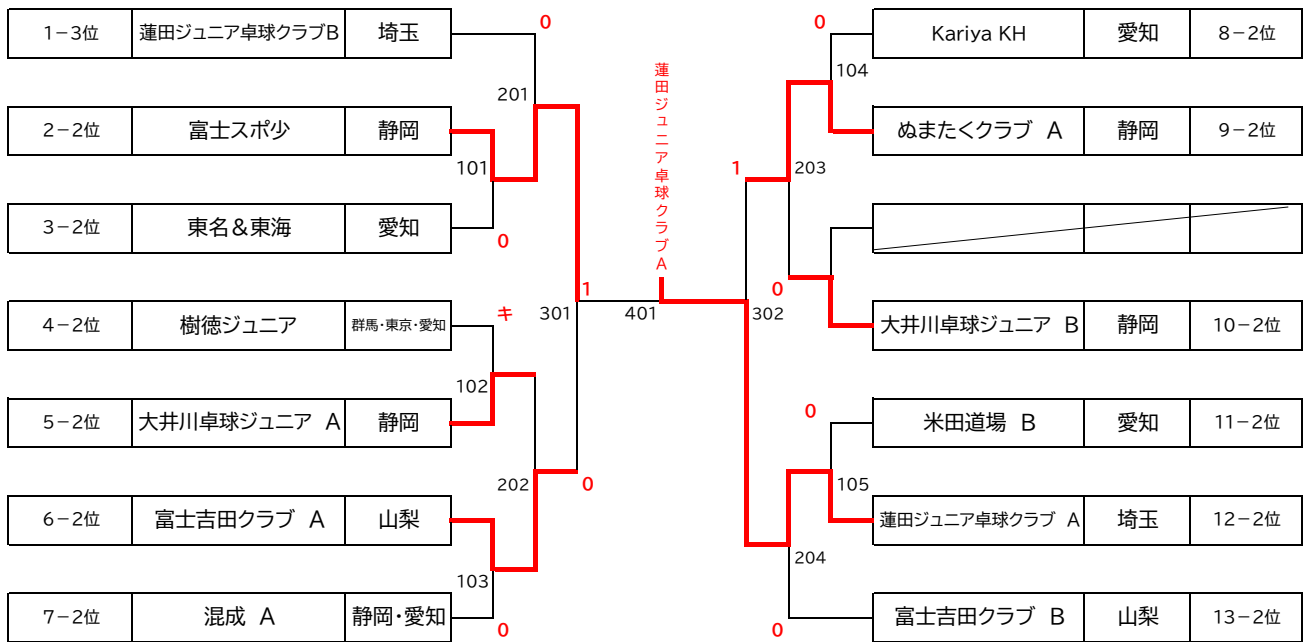 0
0
1-3位 蓮田ジュニア卓球クラブB 埼玉
Kariya KH 愛知 8-2位
104
201
2-2位 富士スポ少 静岡
ぬまたくクラブ A 静岡 9-2位
101
1
203
3-2位 東名&東海 愛知
0
蓮田ジュニア卓球クラブA
1
0
4-2位 樹徳ジュニア 群馬・東京・愛知
キ
301
401
302
大井川卓球ジュニア B 静岡 10-2位
102
5-2位 大井川卓球ジュニア A 静岡
0
米田道場 B 愛知 11-2位
202
0
105
6-2位 富士吉田クラブ A 山梨
蓮田ジュニア卓球クラブ A 埼玉 12-2位
103
204
7-2位 混成 A 静岡・愛知
0
0
富士吉田クラブ B 山梨 13-2位